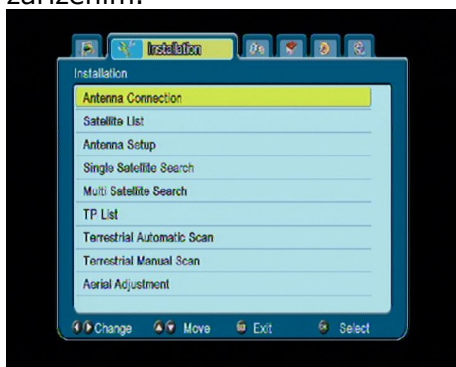 zařízením.
Installation
Installation
Antenna Connection
Satellite List
Antenna Setup
Single Satellite Search
Multi Satellite Search
TP List
Terrestrial Automatic Scan
Terrestrial Manual Scan
Aerial Adjustment
Change Move Exit Select